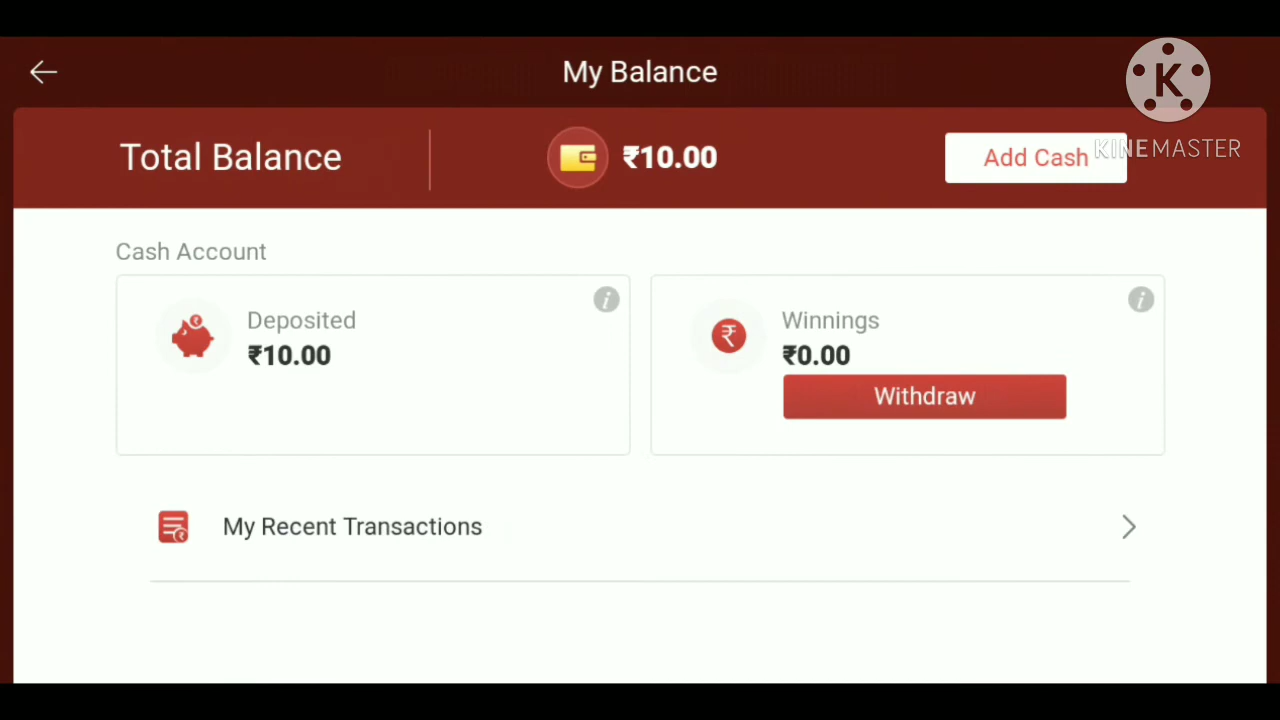 My Balance
K
KINEMASTER
Total Balance
₹10.00
Add Cash
Cash Account
Deposited
₹10.00
Winnings
₹0.00
Withdraw
My Recent Transactions